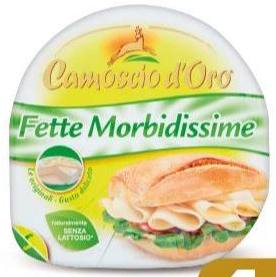 Camoscio d'Oro
Fette Morbidissime
Le originali - Gusto delicato
naturalmente
SENZA
LATTOSIO*